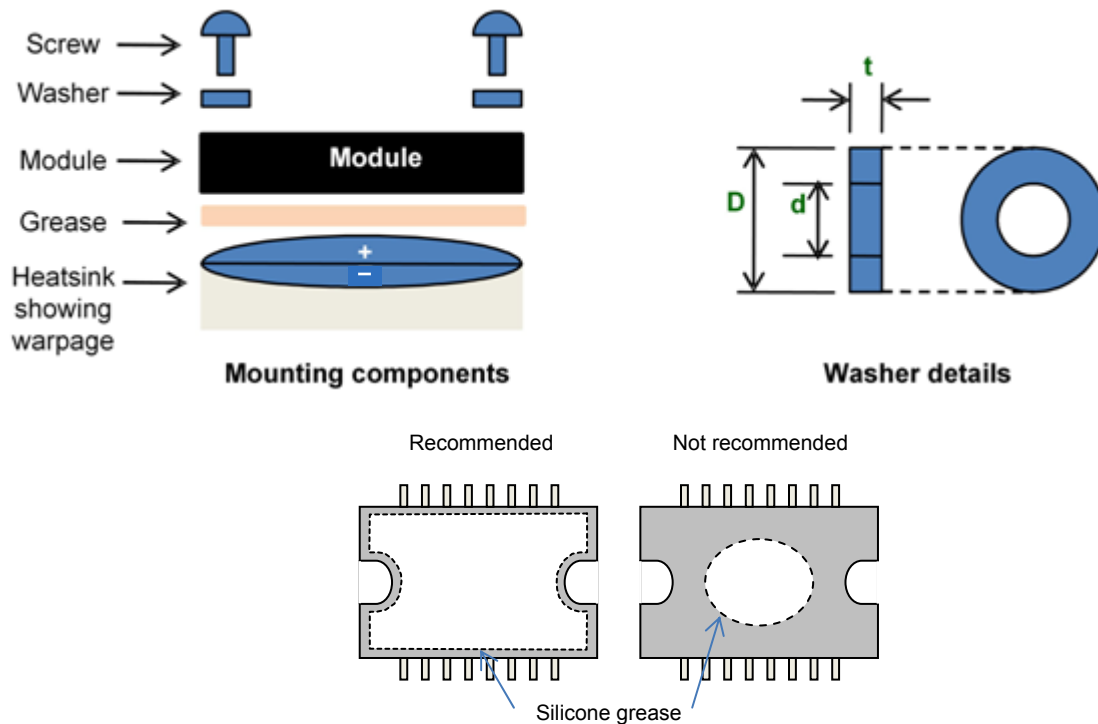 Screw
Washer
Module
Module
Grease
+
−
Heatsink
showing
warpage
Mounting components
t
D
d
Washer details
Recommended
Not recommended
Silicone grease